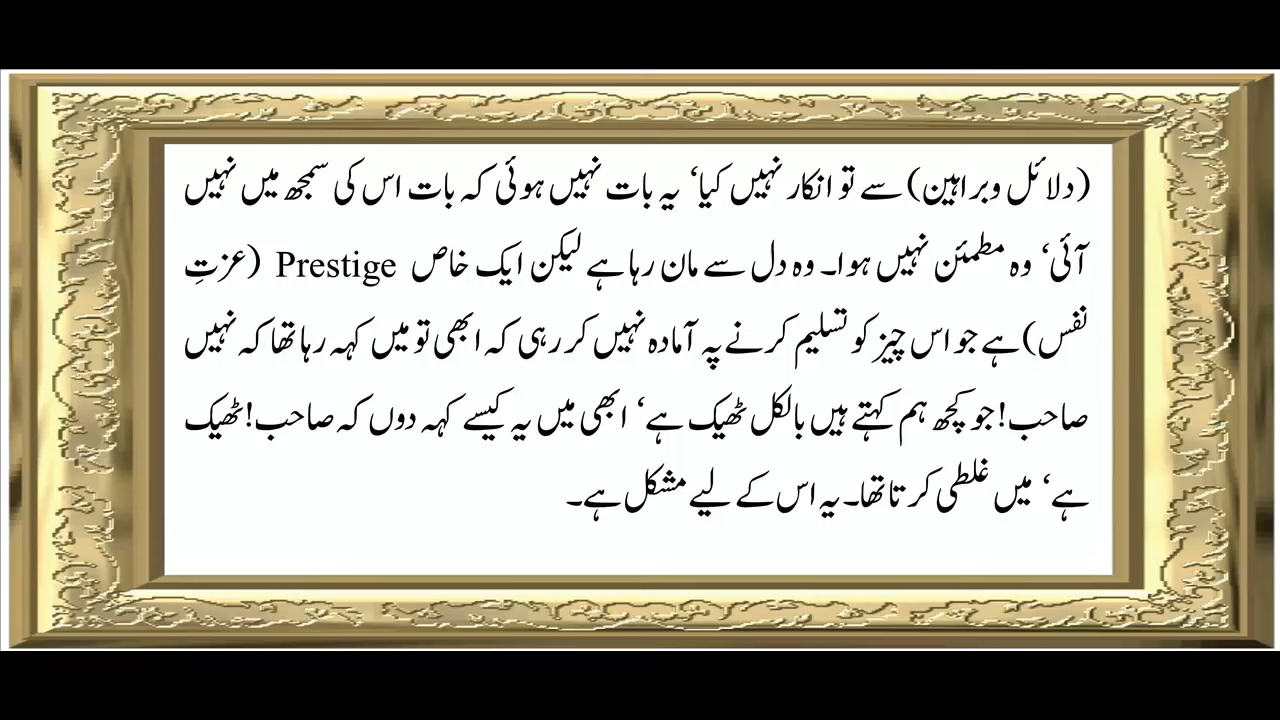 (دلائل وبراہین) سے تو انکار نہیں کیا‘ یہ بات نہیں ہوئی کہ بات اس کی سمجھ میں نہیں
آئی‘ وہ مطمئن نہیں ہوا۔ وہ دل سے مان رہا ہے لیکن ایک خاص Prestige (عزتِ
نفس) ہے جو اس چیز کو تسلیم کرنے پہ آمادہ نہیں کر رہی کہ ابھی تو میں کہہ رہا تھا کہ نہیں
صاحب! جو کچھ ہم کہتے ہیں بالکل ٹھیک ہے‘ ابھی میں یہ کیسے کہہ دوں کہ صاحب! ٹھیک
ہے‘ میں غلطی کرتا تھا۔ یہ اس کے لیے مشکل ہے۔